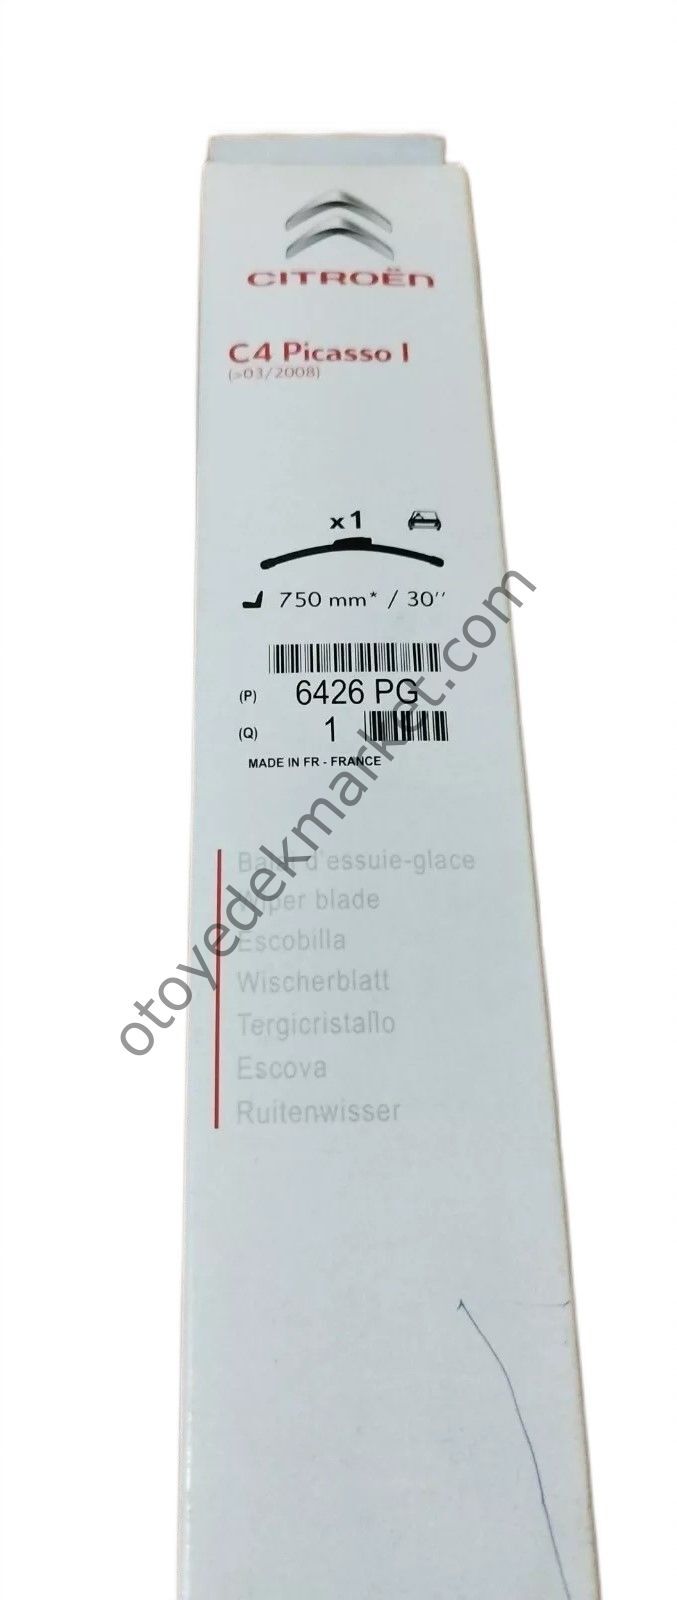 CITROËN
C4 Picasso I
(>03/2008)
x1
750 mm* / 30''
(P) 6426 PG
(Q) 1
MADE IN FR - FRANCE
Balai d'essuie-glace
Wiper blade
Escobilla
Wischerblatt
Tergicristallo
Escova
Ruitenwisser
otoyedekmarket.com